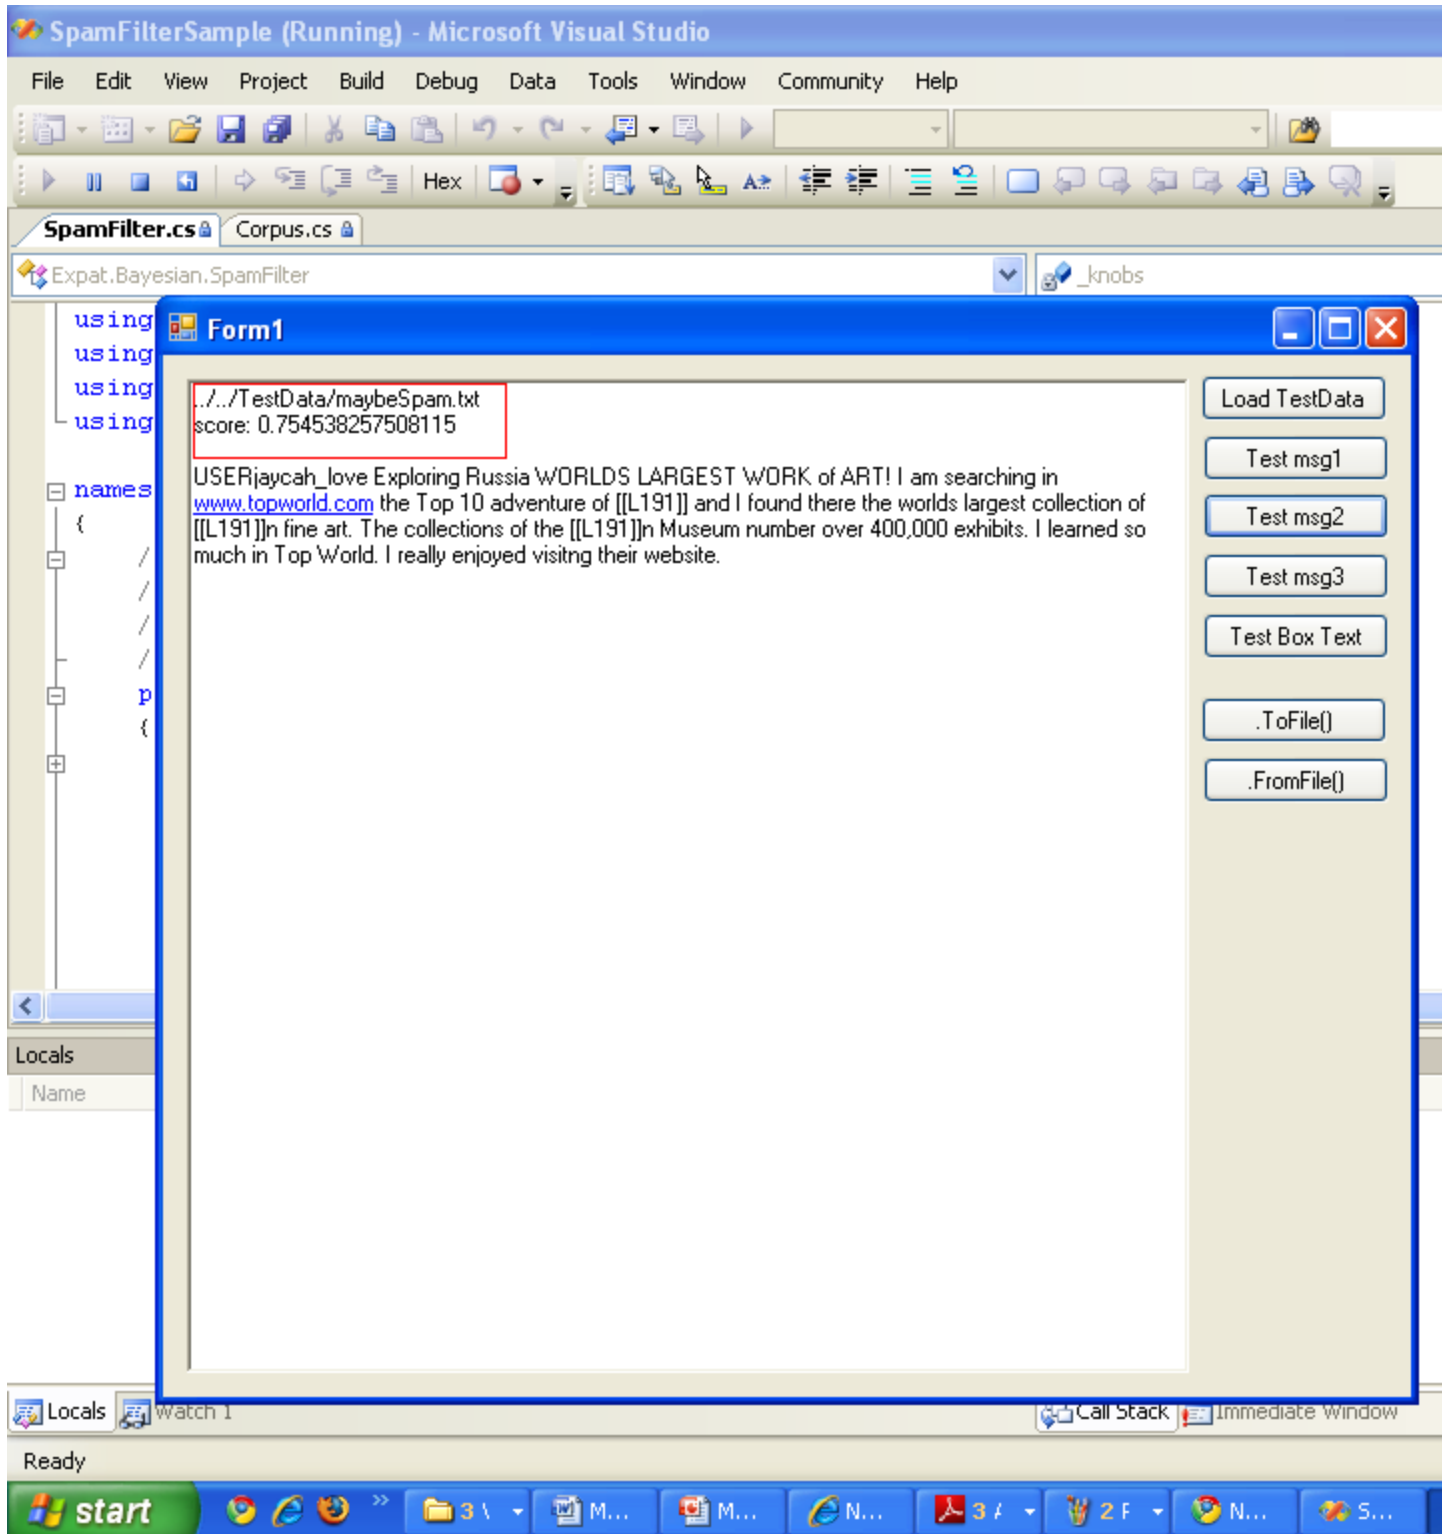 SpamFilterSample (Running) - Microsoft Visual Studio
File Edit View Project Build Debug Data Tools Window Community Help
Hex
SpamFilter.cs Corpus.cs
Expat.Bayesian.SpamFilter _knobs
using
using
using
using
names
{
/
/
/
/
p
{
Form1
../../TestData/maybeSpam.txt
score: 0.754538257508115
USERjaycah_love Exploring Russia WORLDS LARGEST WORK of ART! I am searching in
www.topworld.com the Top 10 adventure of [[L191]] and I found there the worlds largest collection of
[[L191]]n fine art. The collections of the [[L191]]n Museum number over 400,000 exhibits. I learned so
much in Top World. I really enjoyed visitng their website.
Load TestData
Test msg1
Test msg2
Test msg3
Test Box Text
.ToFile()
.FromFile()
Locals
Name
Locals Watch 1 Call Stack Immediate Window
Ready
start 3 \ M... M... N... 3 / 2 F N... S...